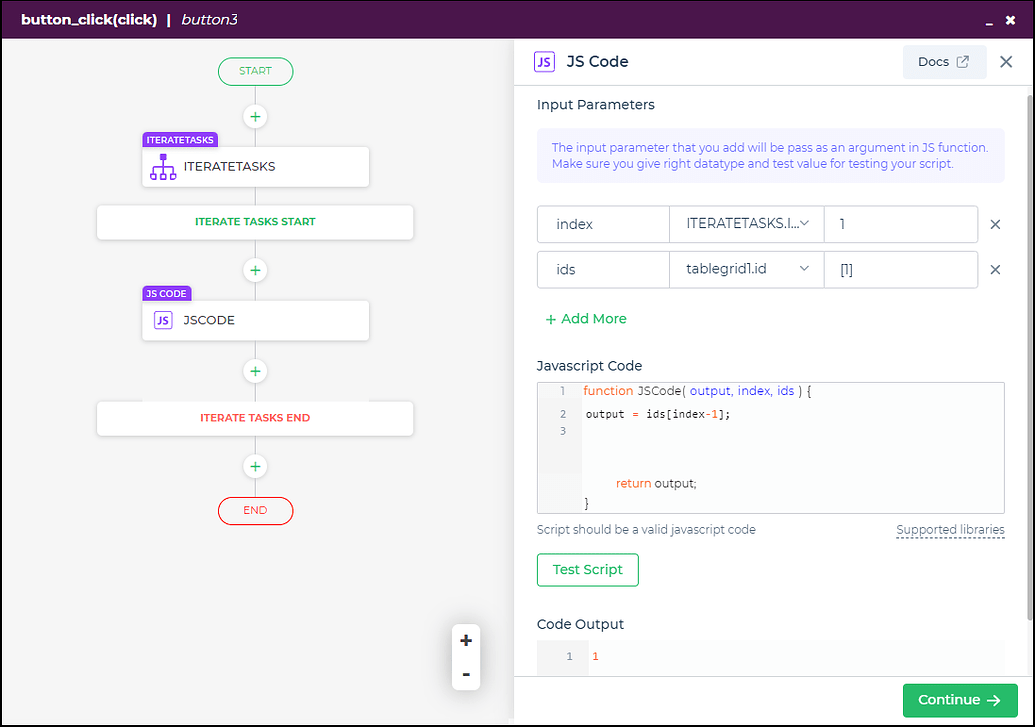 button_click(click) | button3
START
+
ITERATETASKS
ITERATETASKS
ITERATE TASKS START
+
JS CODE
JS JSCODE
+
ITERATE TASKS END
+
END
+
-
JS JS Code
Docs
Input Parameters
The input parameter that you add will be pass as an argument in JS function.
Make sure you give right datatype and test value for testing your script.
index ITERATETASKS.I... 1
ids tablegrid1.id [1]
+ Add More
Javascript Code
1 function JSCode( output, index, ids ) {
2 output = ids[index-1];
3
return output;
}
Script should be a valid javascript code Supported libraries
Test Script
Code Output
1 1
Continue →